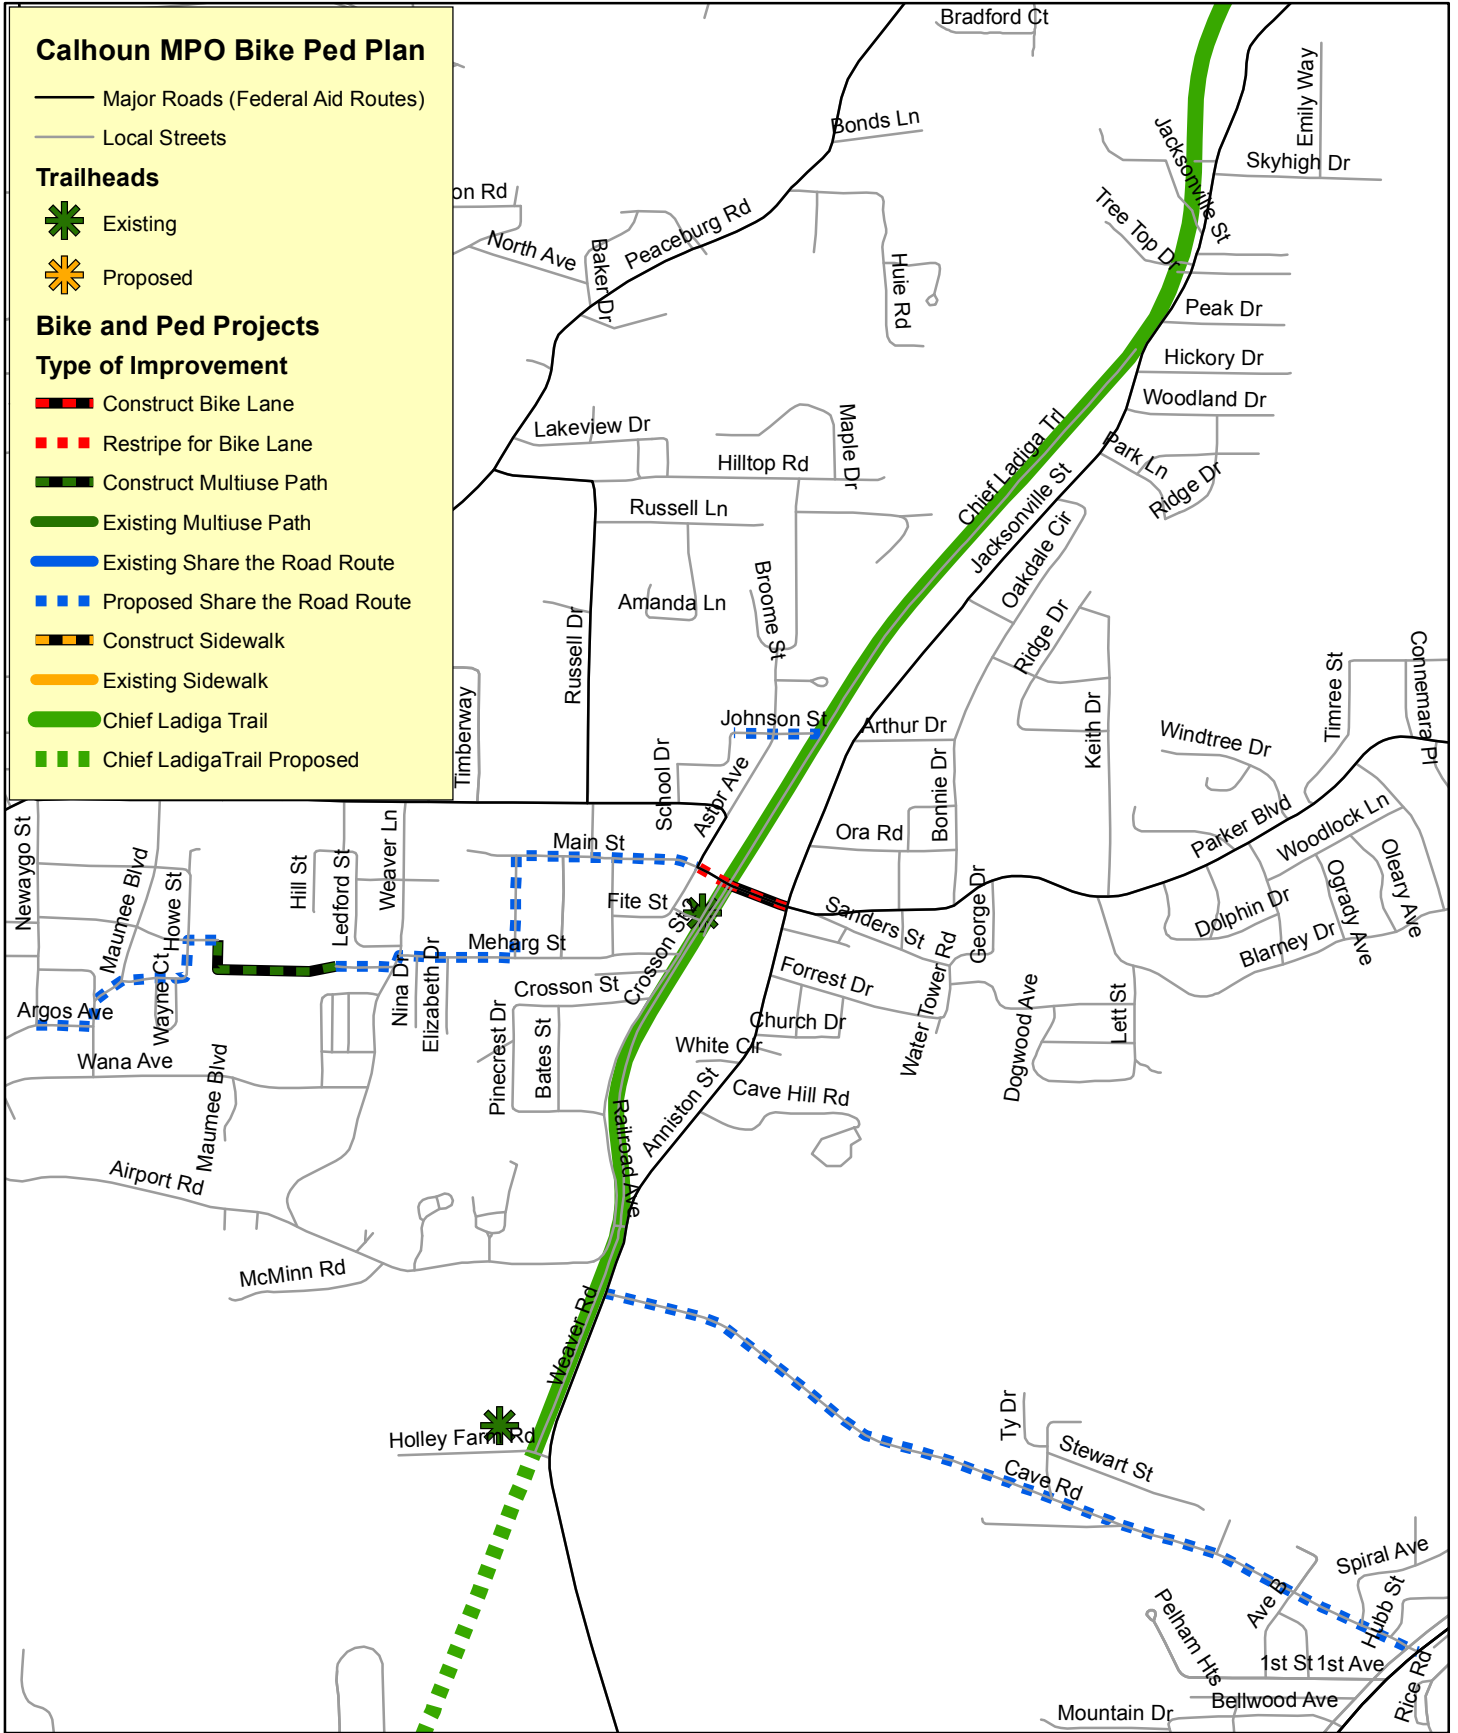 Calhoun MPO Bike Ped Plan
Major Roads (Federal Aid Routes)
Local Streets
Trailheads
Existing
Proposed
Bike and Ped Projects
Type of Improvement
Construct Bike Lane
Restripe for Bike Lane
Construct Multiuse Path
Existing Multiuse Path
Existing Share the Road Route
Proposed Share the Road Route
Construct Sidewalk
Existing Sidewalk
Chief Ladiga Trail
Chief LadigaTrail Proposed
Bradford Ct
Bonds Ln
Emily Way
Jacksonville St
Skyhigh Dr
on Rd
Tree Top Dr
North Ave
Baker Dr
Peaceburg Rd
Huie Rd
Peak Dr
Hickory Dr
Woodland Dr
Lakeview Dr
Maple Dr
Chief Ladiga Trl
Park Ln
Hilltop Rd
Ridge Dr
Jacksonville St
Russell Ln
Oakdale Cir
Amanda Ln
Broome St
Russell Dr
Ridge Dr
Timree St
Connemara Pl
Timberway
Johnson St
Arthur Dr
Keith Dr
Windtree Dr
School Dr
Astor Ave
Bonnie Dr
Newaygo St
Weaver Ln
Main St
Ora Rd
Parker Blvd
Woodlock Ln
Maumee Blvd
Howe St
Hill St
Ledford St
Fite St
Crosson St
Sanders St
George Dr
Dolphin Dr
Ogrady Ave
Oleary Ave
Meharg St
Blarney Dr
Wayne Ct
Nina Dr
Elizabeth Dr
Crosson St
Forrest Dr
Water Tower Rd
Dogwood Ave
Lett St
Argos Ave
Pinecrest Dr
Bates St
Church Dr
White Cir
Wana Ave
Maumee Blvd
Railroad Ave
Anniston St
Cave Hill Rd
Airport Rd
McMinn Rd
Weaver Rd
Holley Farm Rd
Ty Dr
Stewart St
Cave Rd
Spiral Ave
Ave B
Hubb St
Pelham Hts
1st St
1st Ave
Rice Rd
Bellwood Ave
Mountain Dr